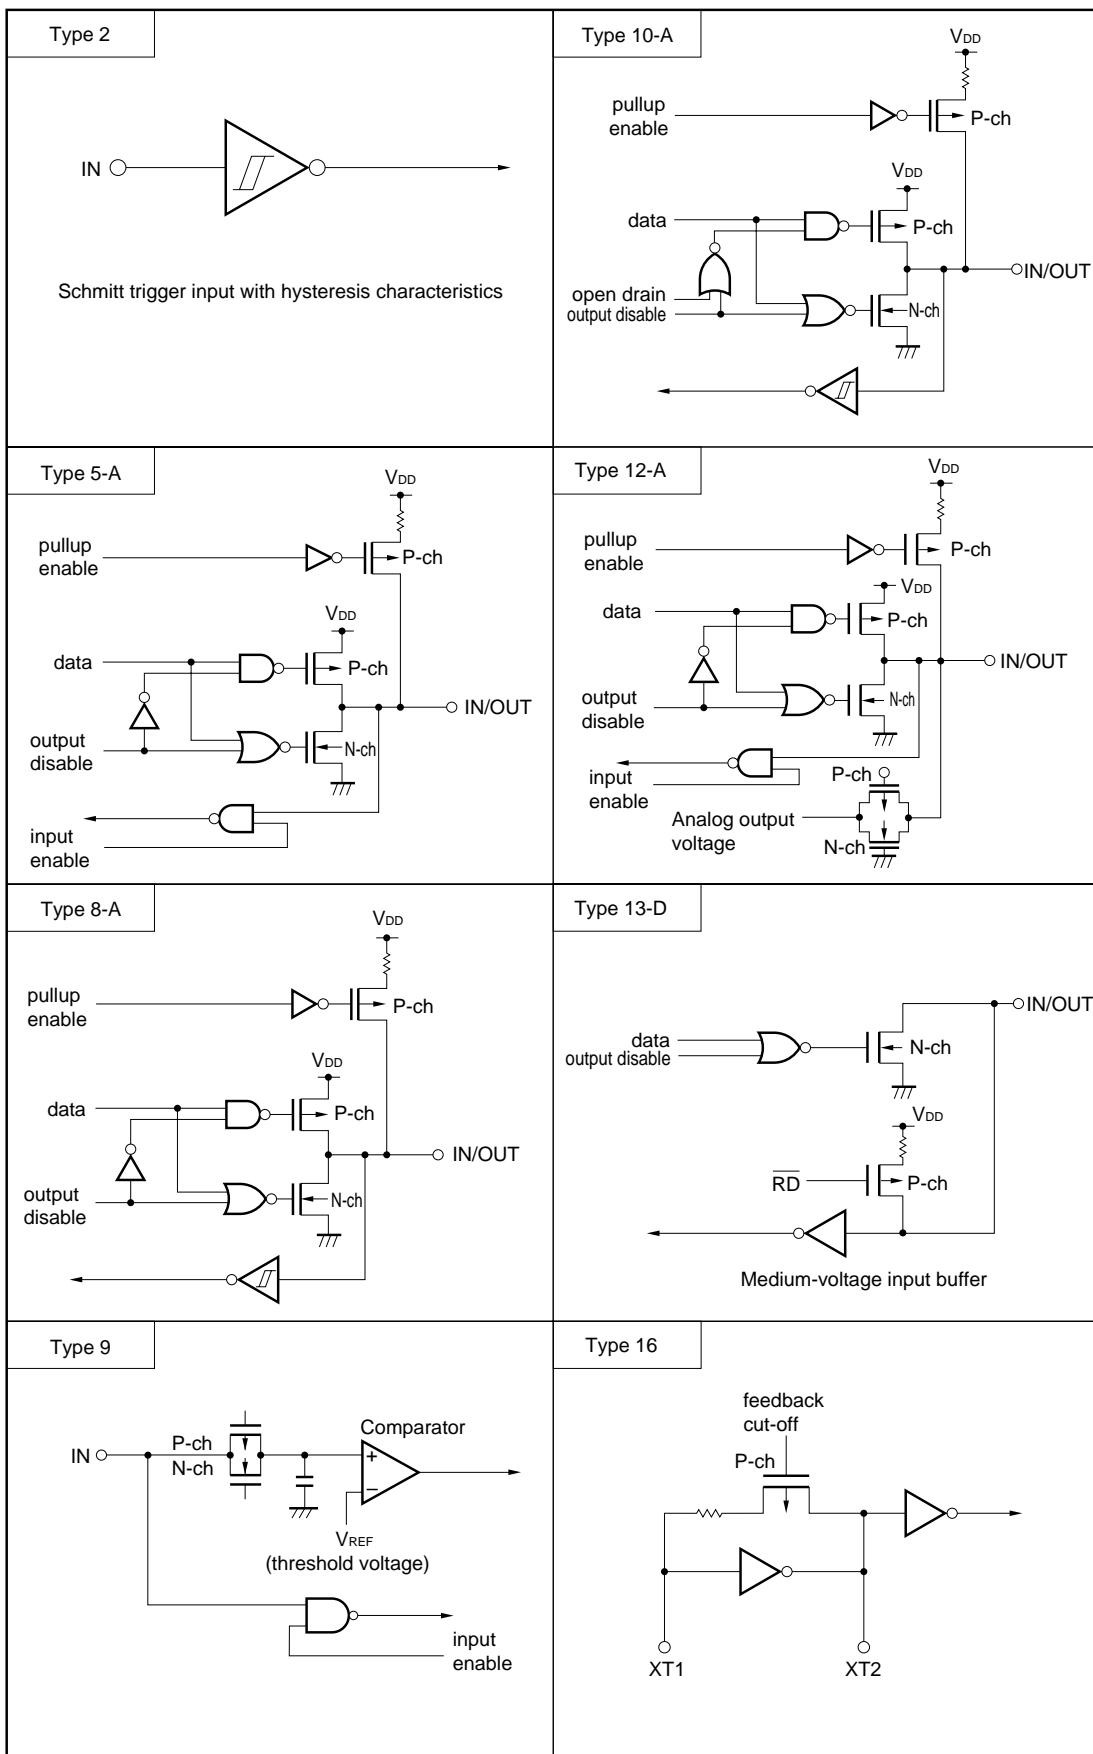 Type 2
IN
Schmitt trigger input with hysteresis characteristics
Type 10-A
VDD
pullup
enable
P-ch
VDD
data
P-ch
IN/OUT
open drain
output disable
N-ch
Type 5-A
VDD
pullup
enable
P-ch
VDD
data
P-ch
IN/OUT
output
disable
N-ch
input
enable
Type 12-A
VDD
pullup
enable
P-ch
VDD
data
P-ch
IN/OUT
output
disable
N-ch
input
enable
P-ch
Analog output
voltage
N-ch
Type 8-A
VDD
pullup
enable
P-ch
VDD
data
P-ch
IN/OUT
output
disable
N-ch
Type 13-D
IN/OUT
data
output disable
N-ch
VDD
RD
P-ch
Medium-voltage input buffer
Type 9
Comparator
IN
P-ch
N-ch
+
−
VREF
(threshold voltage)
input
enable
Type 16
feedback
cut-off
P-ch
XT1
XT2